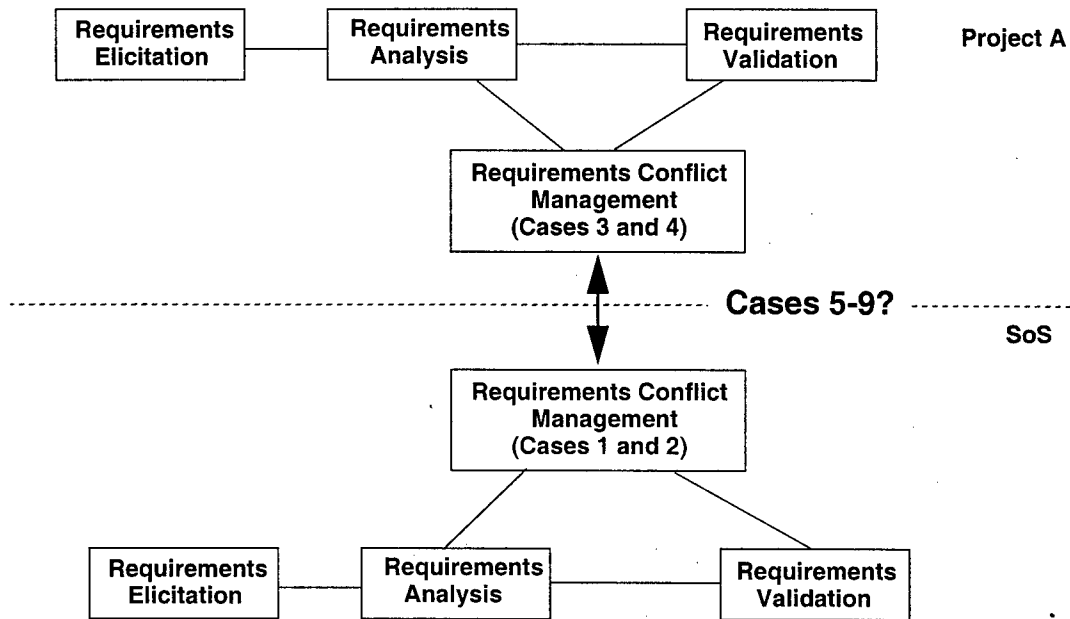 Requirements
Elicitation
Requirements
Analysis
Requirements
Validation
Project A
Requirements Conflict
Management
(Cases 3 and 4)
Cases 5-9?
SoS
Requirements Conflict
Management
(Cases 1 and 2)
Requirements
Elicitation
Requirements
Analysis
Requirements
Validation